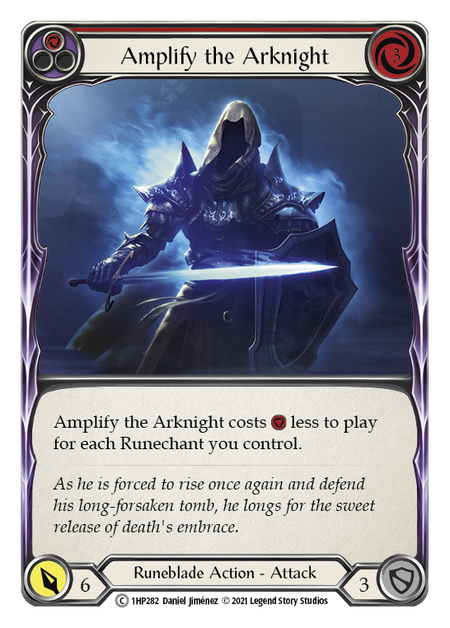 Amplify the Arknight
3
Amplify the Arknight costs less to play
for each Runechant you control.
As he is forced to rise once again and defend
his long-forsaken tomb, he longs for the sweet
release of death's embrace.
6
Runeblade Action - Attack
3
C 1HP282 Daniel Jiménez © 2021 Legend Story Studios